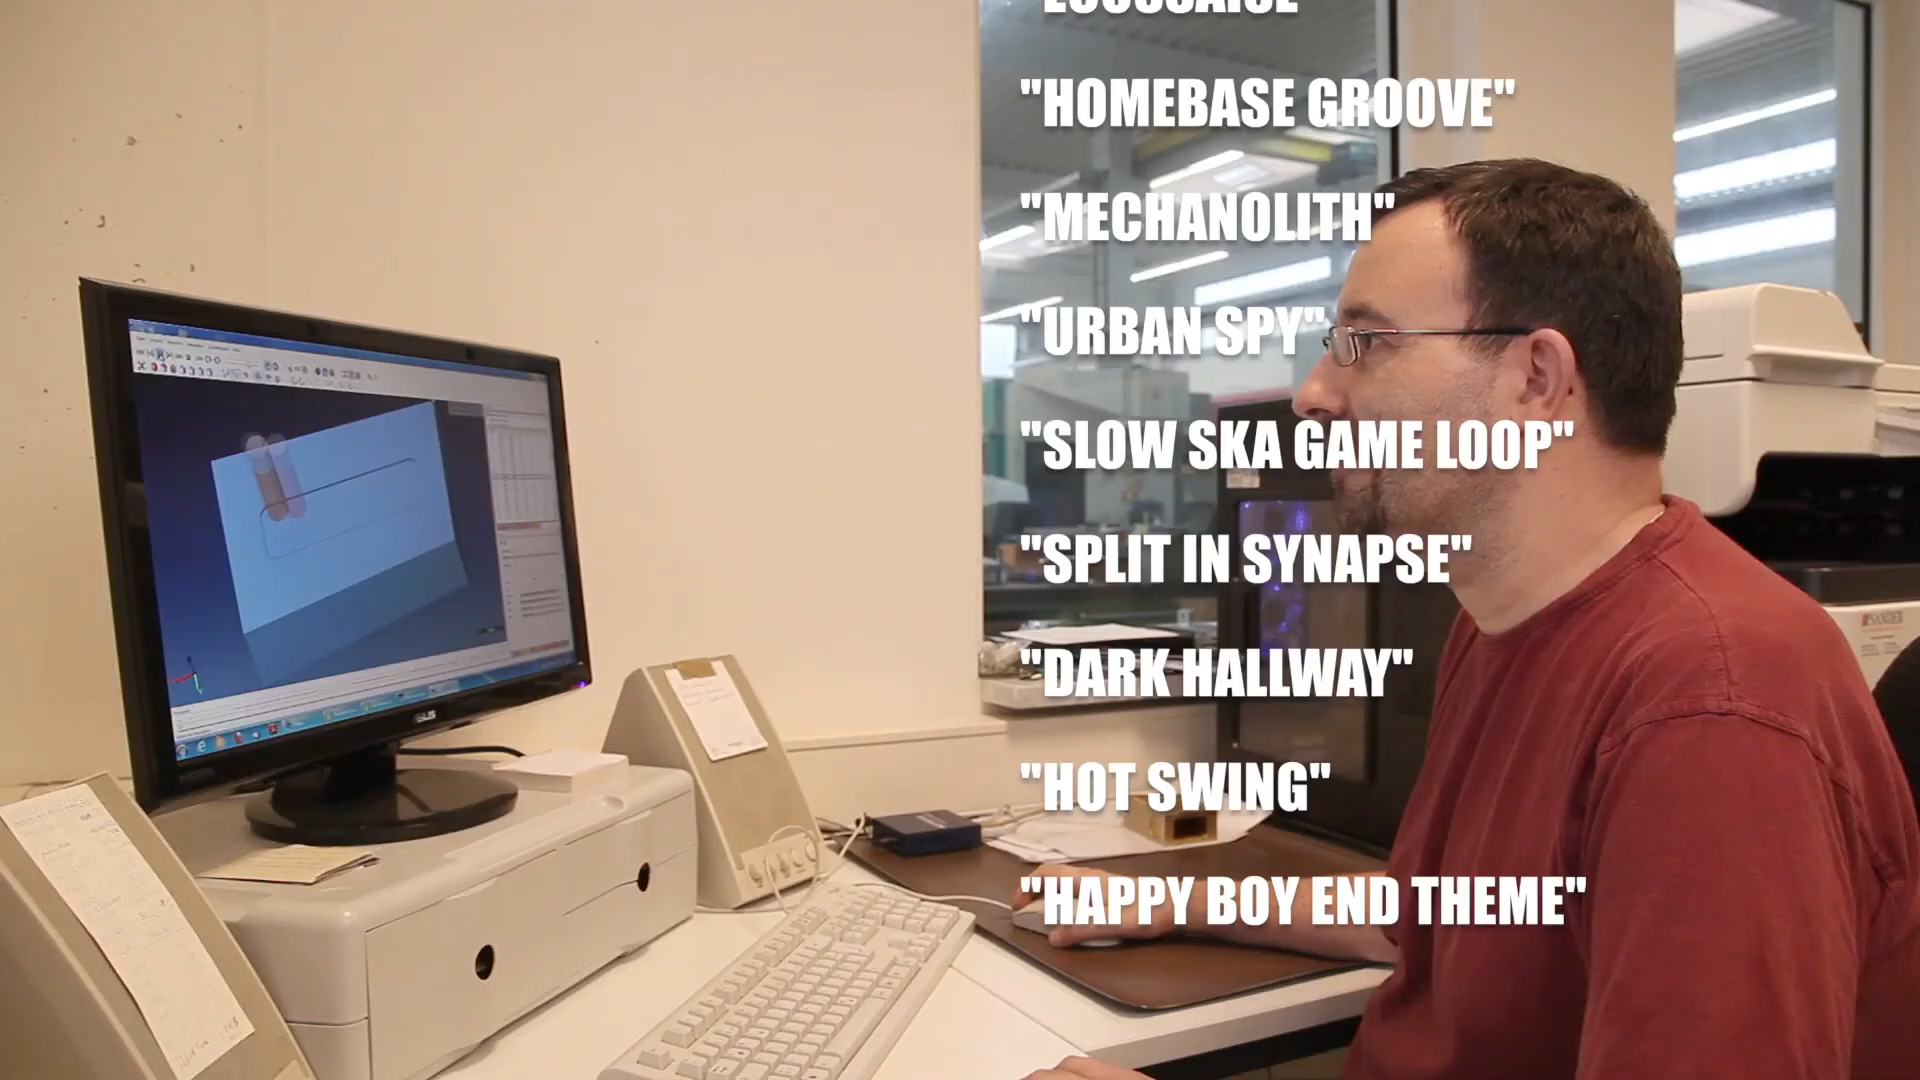 "HOMEBASE GROOVE"
"MECHANOLITH"
"URBAN SPY"
"SLOW SKA GAME LOOP"
"SPLIT IN SYNAPSE"
"DARK HALLWAY"
"HOT SWING"
"HAPPY BOY END THEME"
ASUS